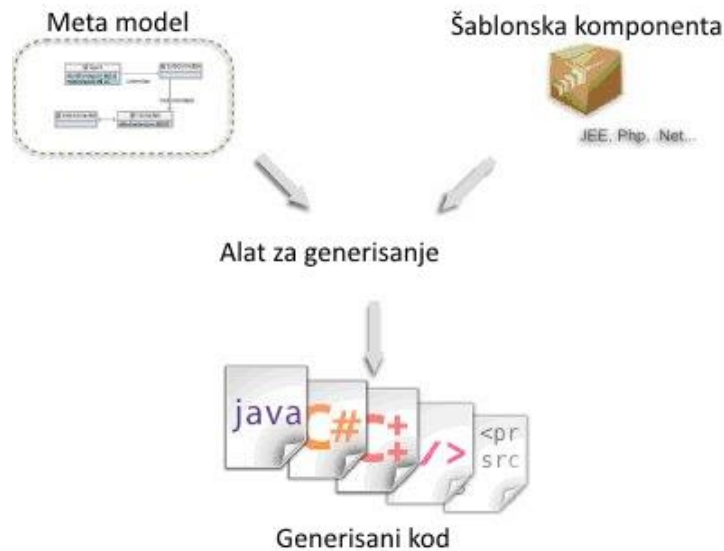 Meta model
Šablonska komponenta
JEE, Php, .Net...
Alat za generisanje
java
C#
C++
/>
<pr
src
Generisani kod